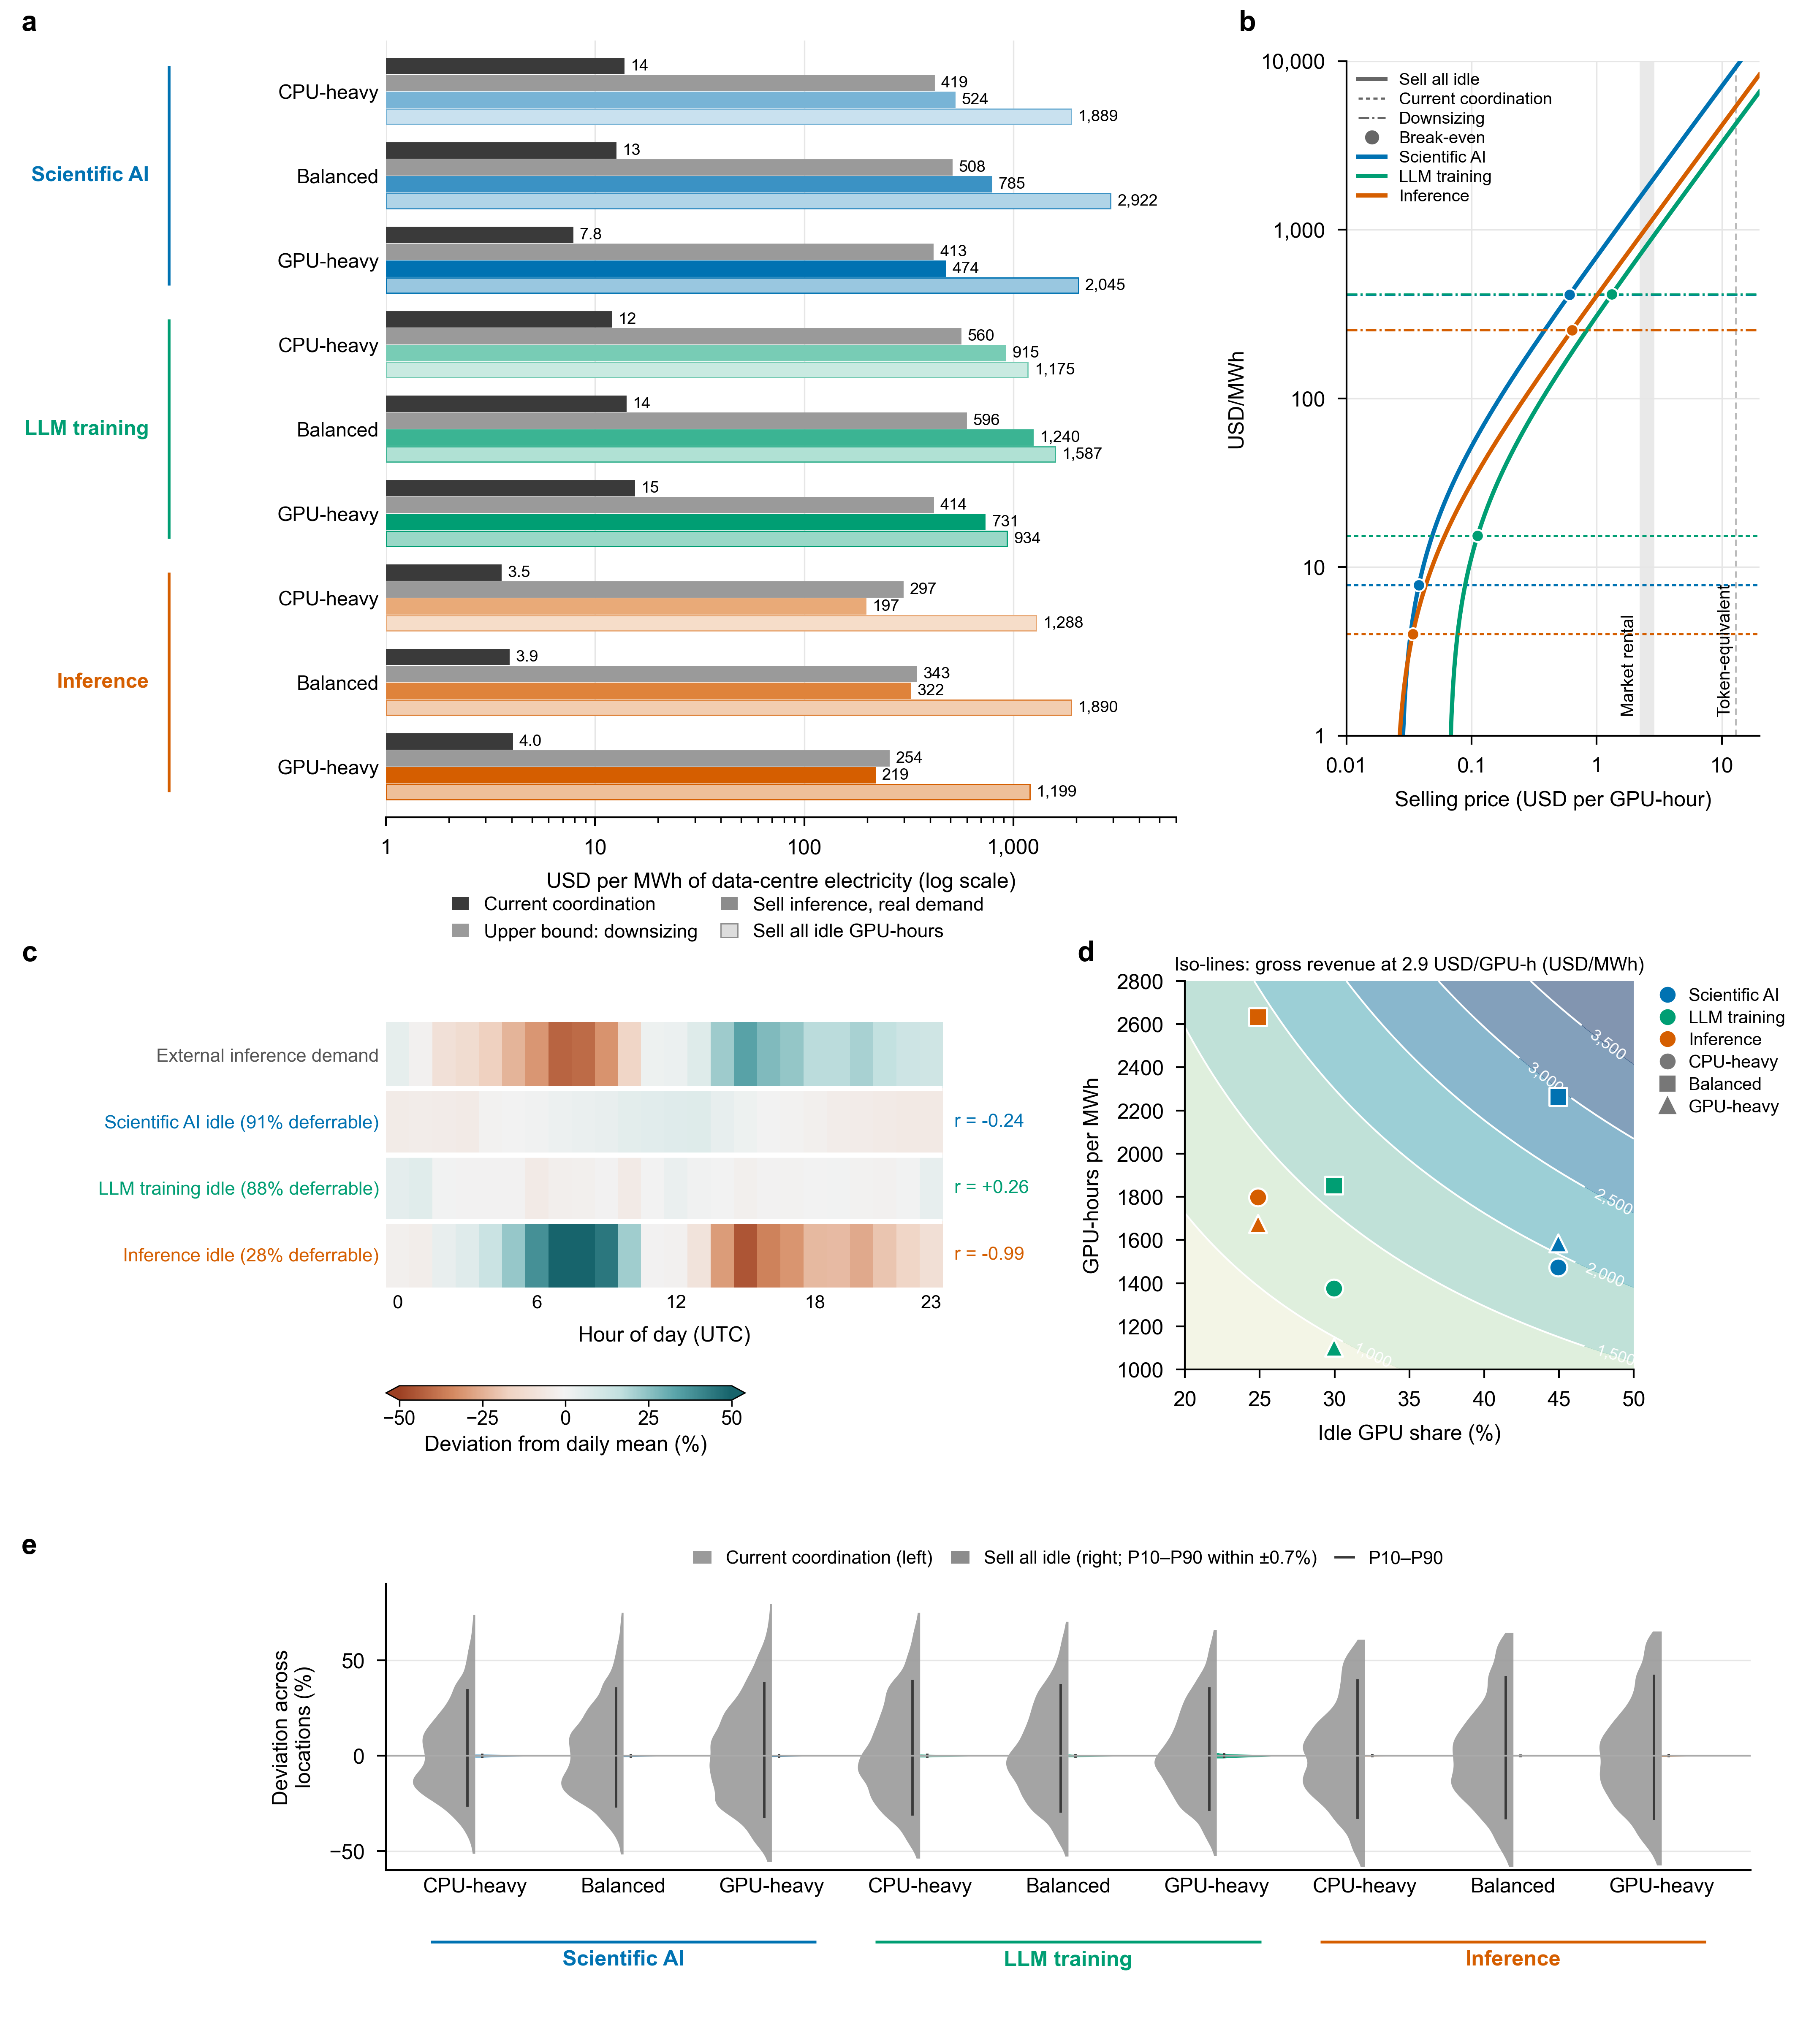 a
Scientific AI
LLM training
Inference
CPU-heavy
14
419
524
1,889
Balanced
13
508
785
2,922
GPU-heavy
7.8
413
474
2,045
CPU-heavy
12
560
915
1,175
Balanced
14
596
1,240
1,587
GPU-heavy
15
414
731
934
CPU-heavy
3.5
297
197
1,288
Balanced
3.9
343
322
1,890
GPU-heavy
4.0
254
219
1,199
1 10 100 1,000
USD per MWh of data-centre electricity (log scale)
Current coordination
Sell inference, real demand
Upper bound: downsizing
Sell all idle GPU-hours
b
10,000
1,000
100
10
1
USD/MWh
Sell all idle
Current coordination
Downsizing
Break-even
Scientific AI
LLM training
Inference
Market rental
Token-equivalent
0.01 0.1 1 10
Selling price (USD per GPU-hour)
c
External inference demand
Scientific AI idle (91% deferrable)
r = -0.24
LLM training idle (88% deferrable)
r = +0.26
Inference idle (28% deferrable)
r = -0.99
0 6 12 18 23
Hour of day (UTC)
−50 −25 0 25 50
Deviation from daily mean (%)
d
Iso-lines: gross revenue at 2.9 USD/GPU-h (USD/MWh)
2800
2600
2400
2200
2000
1800
1600
1400
1200
1000
GPU-hours per MWh
3,500
3,000
2,500
2,000
1,500
1,000
20 25 30 35 40 45 50
Idle GPU share (%)
Scientific AI
LLM training
Inference
CPU-heavy
Balanced
GPU-heavy
e
Current coordination (left)
Sell all idle (right; P10–P90 within ±0.7%)
P10–P90
Deviation across
locations (%)
50
0
−50
CPU-heavy Balanced GPU-heavy CPU-heavy Balanced GPU-heavy CPU-heavy Balanced GPU-heavy
Scientific AI LLM training Inference